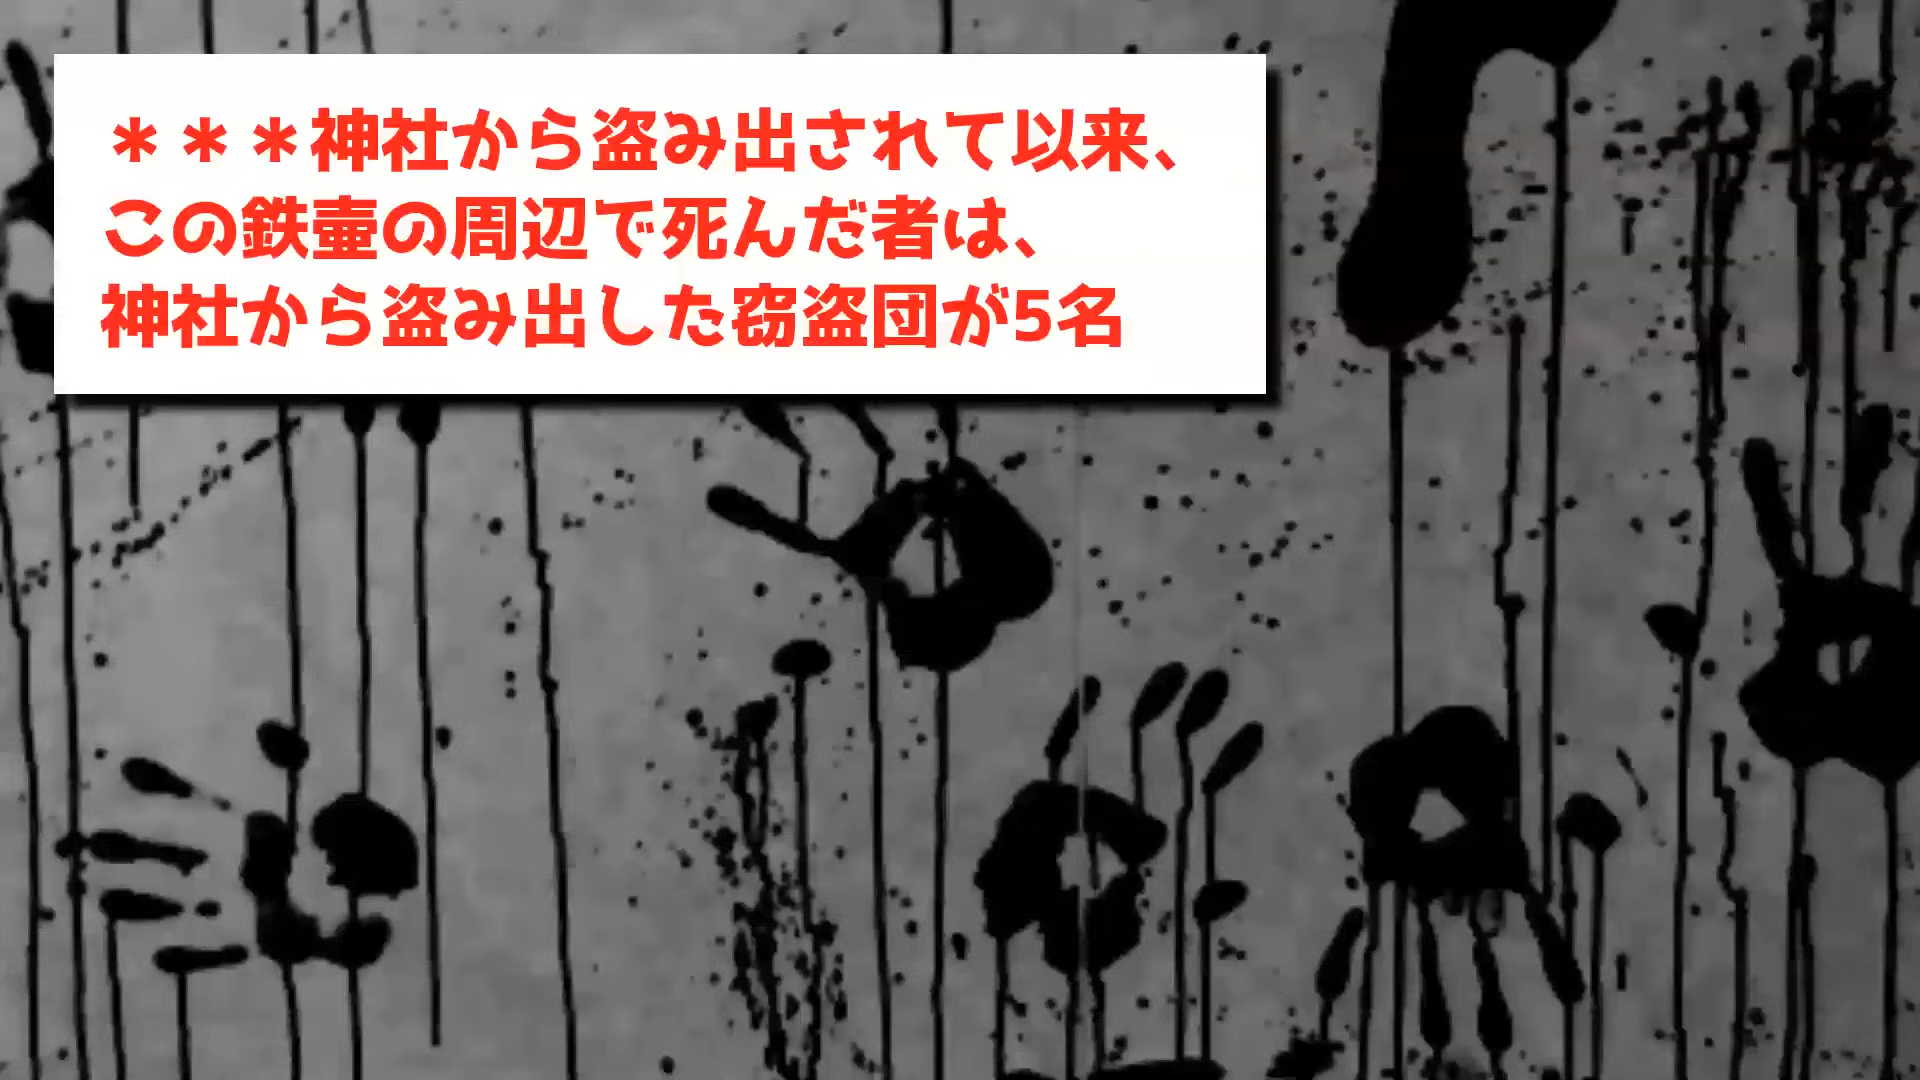 ＊＊＊神社から盗み出されて以来、
この鉄壷の周辺で死んだ者は、
神社から盗み出した窃盗団が5名